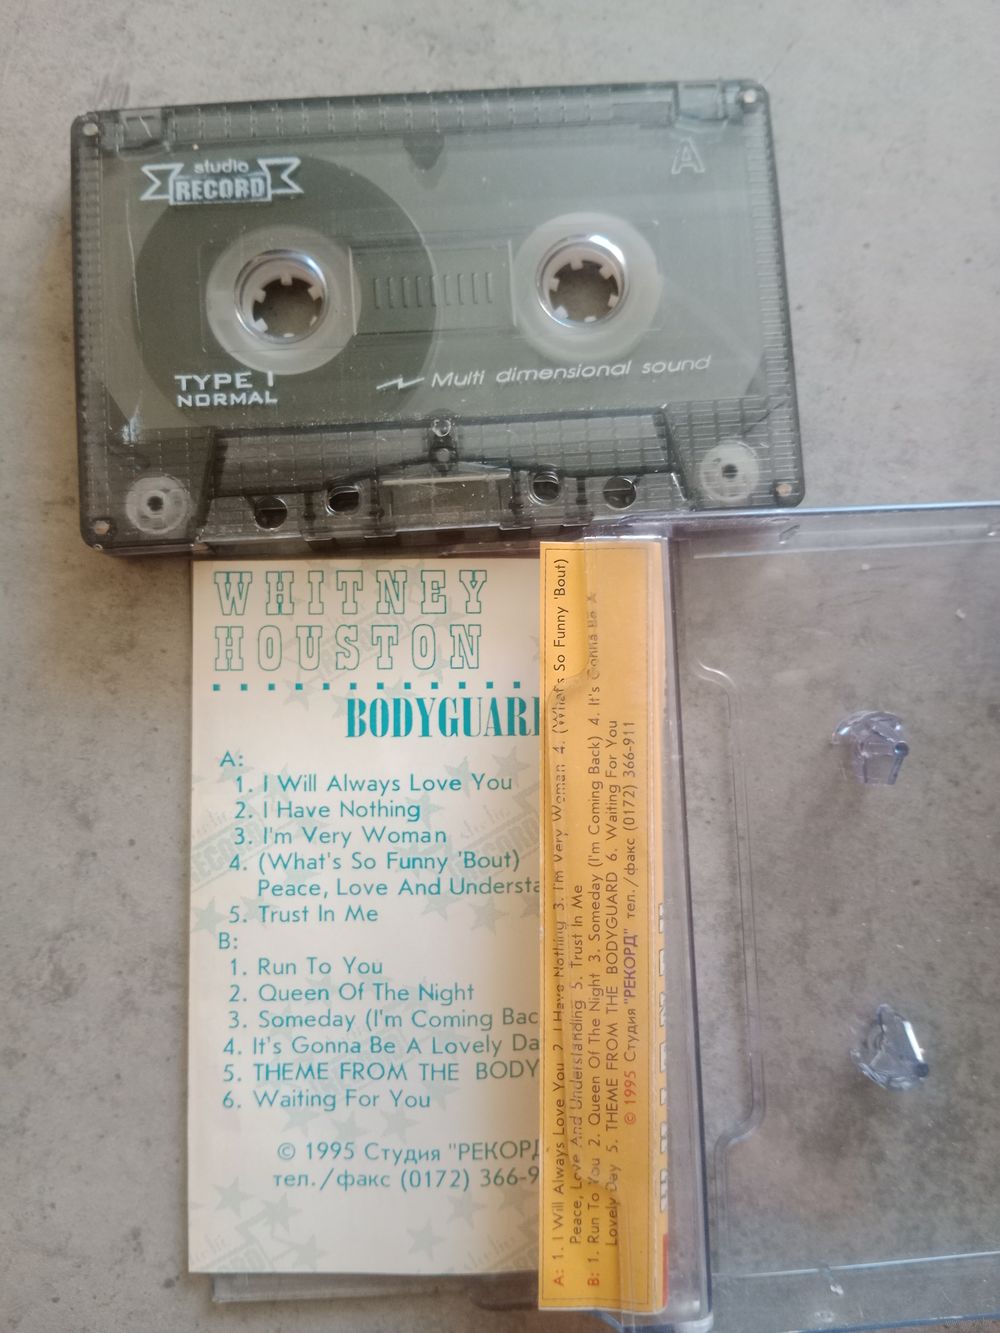 studio
RECORD
A
TYPE I
NORMAL
Multi dimensional sound
WHITNEY
HOUSTON
BODYGUARD
A:
1. I Will Always Love You
2. I Have Nothing
3. I'm Very Woman
4. (What's So Funny 'Bout)
Peace, Love And Understa
5. Trust In Me
B:
1. Run To You
2. Queen Of The Night
3. Someday (I'm Coming Bac
4. It's Gonna Be A Lovely Da
5. THEME FROM THE BODY
6. Waiting For You
© 1995 Студия "РЕКОРД
тел./факс (0172) 366-9
A: 1. I Will Always Love You 2. I Have Nothing 3. I'm Very Woman 4. (What's So Funny 'Bout)
Peace, Love And Understanding 5. Trust In Me
B: 1. Run To You 2. Queen Of The Night 3. Someday (I'm Coming Back) 4. It's Gonna Be A
Lovely Day 5. THEME FROM THE BODYGUARD 6. Waiting For You
© 1995 Студия "РЕКОРД" тел./факс (0172) 366-911